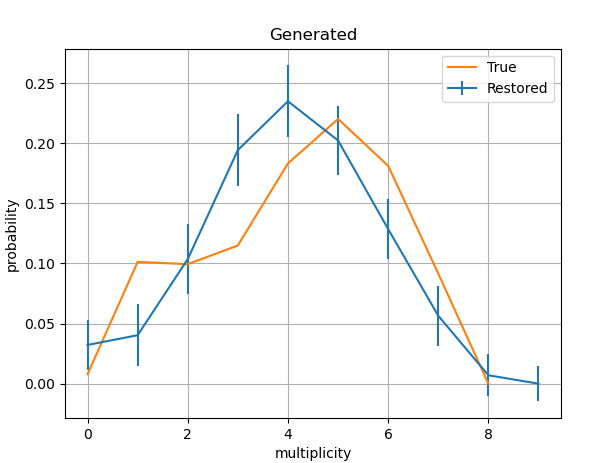 Generated
True
Restored
probability
0.25
0.20
0.15
0.10
0.05
0.00
0 2 4 6 8
multiplicity